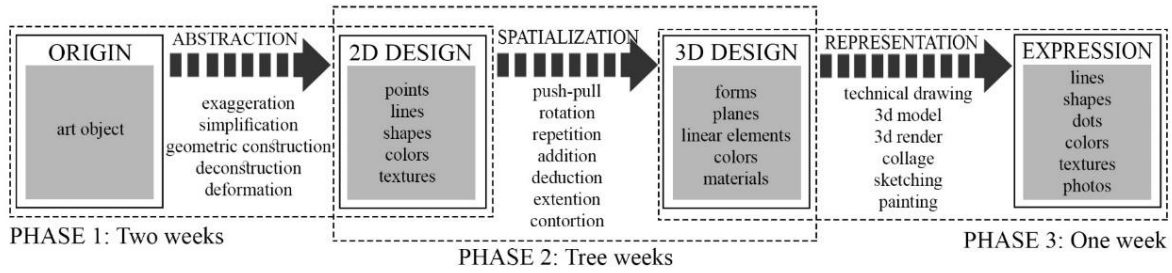 ORIGIN
art object
ABSTRACTION
exaggeration
simplification
geometric construction
deconstruction
deformation
2D DESIGN
points
lines
shapes
colors
textures
SPATIALIZATION
push-pull
rotation
repetition
addition
deduction
extention
contortion
3D DESIGN
forms
planes
linear elements
colors
materials
REPRESENTATION
technical drawing
3d model
3d render
collage
sketching
painting
EXPRESSION
lines
shapes
dots
colors
textures
photos
PHASE 1: Two weeks
PHASE 2: Tree weeks
PHASE 3: One week